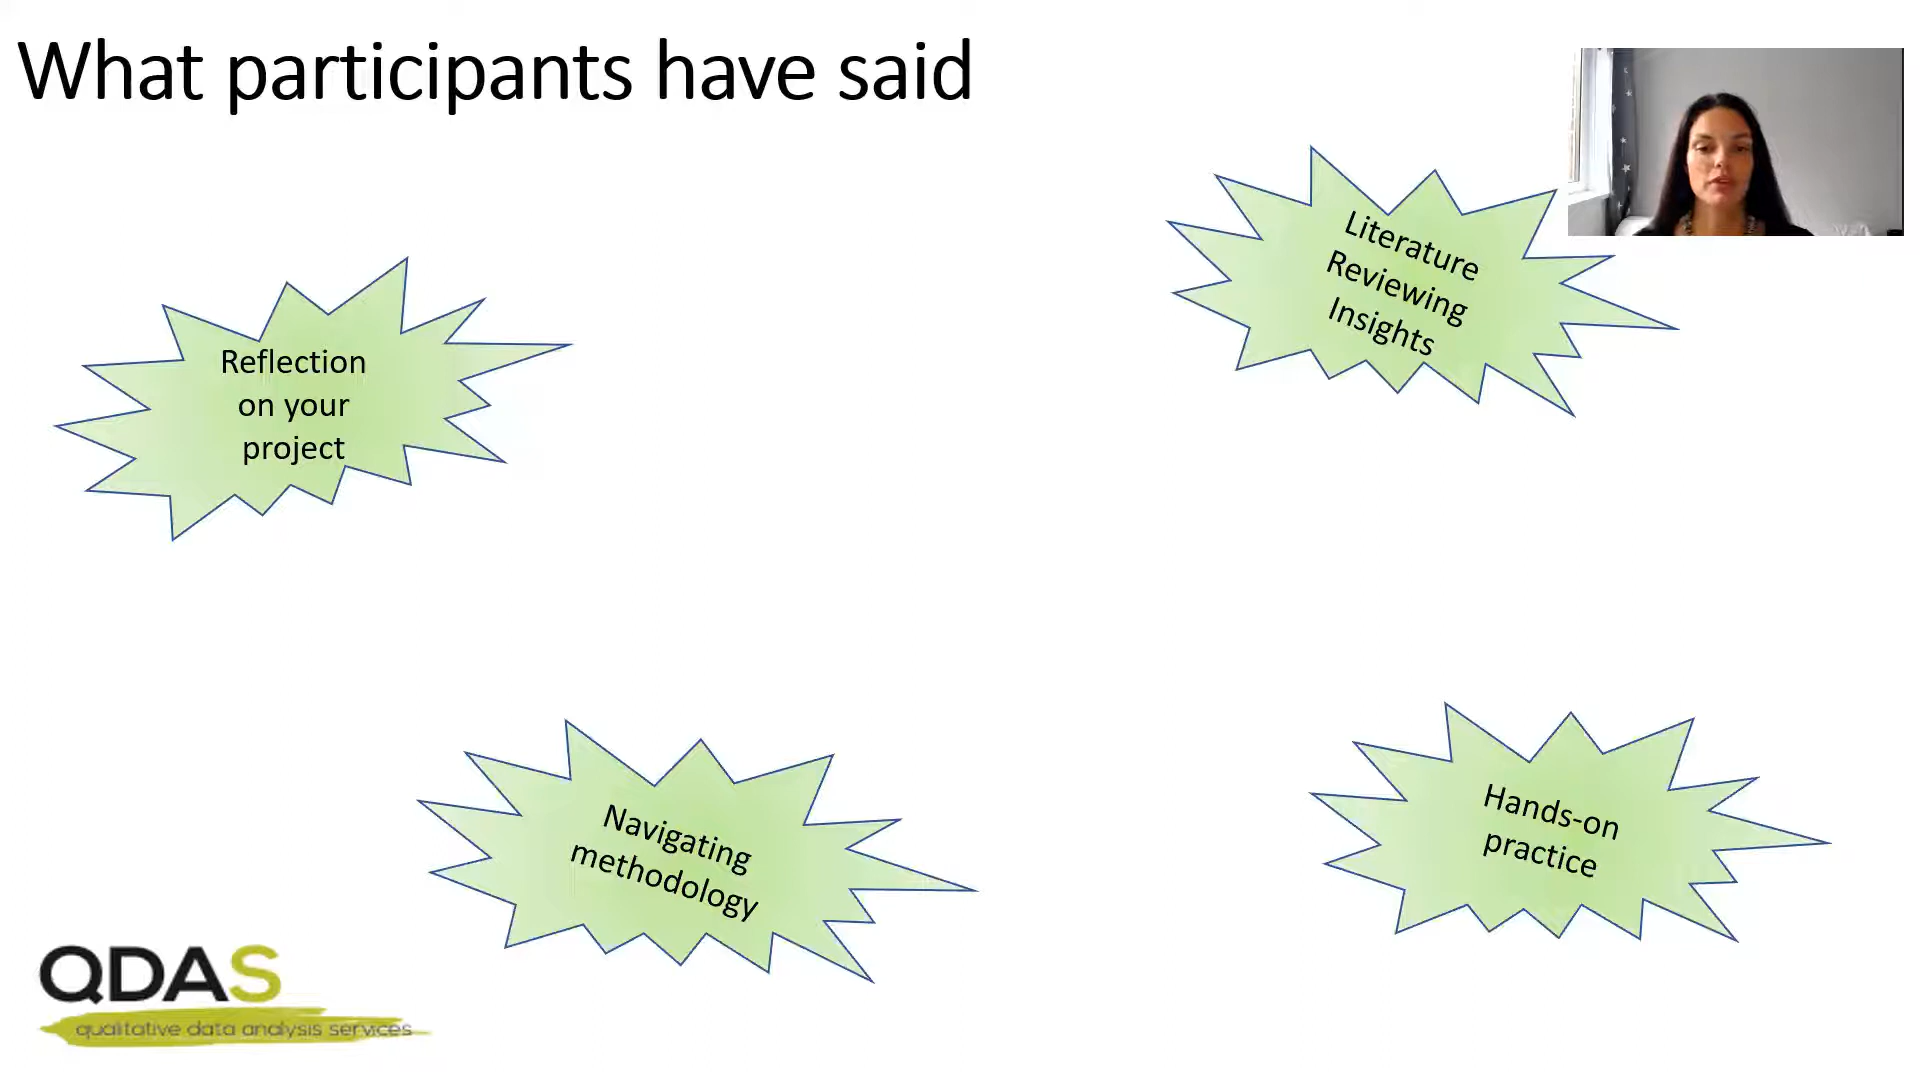 What participants have said
Literature
Reviewing
Insights
Reflection
on your
project
Navigating
methodology
Hands-on
practice
QDAS
qualitative data analysis services